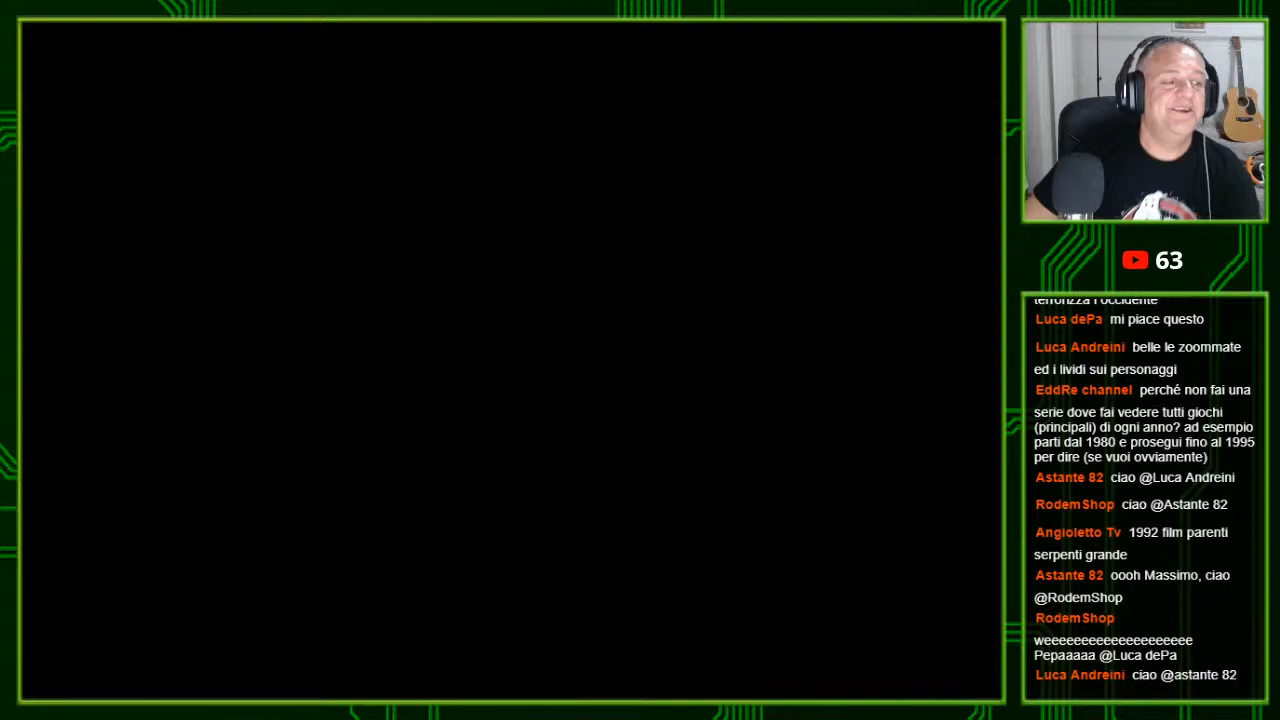 63
terrorizza l'occidente
Luca dePa mi piace questo
Luca Andreini belle le zoommate
ed i lividi sui personaggi
EddRe channel perché non fai una
serie dove fai vedere tutti giochi
(principali) di ogni anno? ad esempio
parti dal 1980 e prosegui fino al 1995
per dire (se vuoi ovviamente)
Astante 82 ciao @Luca Andreini
RodemShop ciao @Astante 82
Angioletto Tv 1992 film parenti
serpenti grande
Astante 82 oooh Massimo, ciao
@RodemShop
RodemShop
weeeeeeeeeeeeeeeeeeee
Pepaaaaa @Luca dePa
Luca Andreini ciao @astante 82